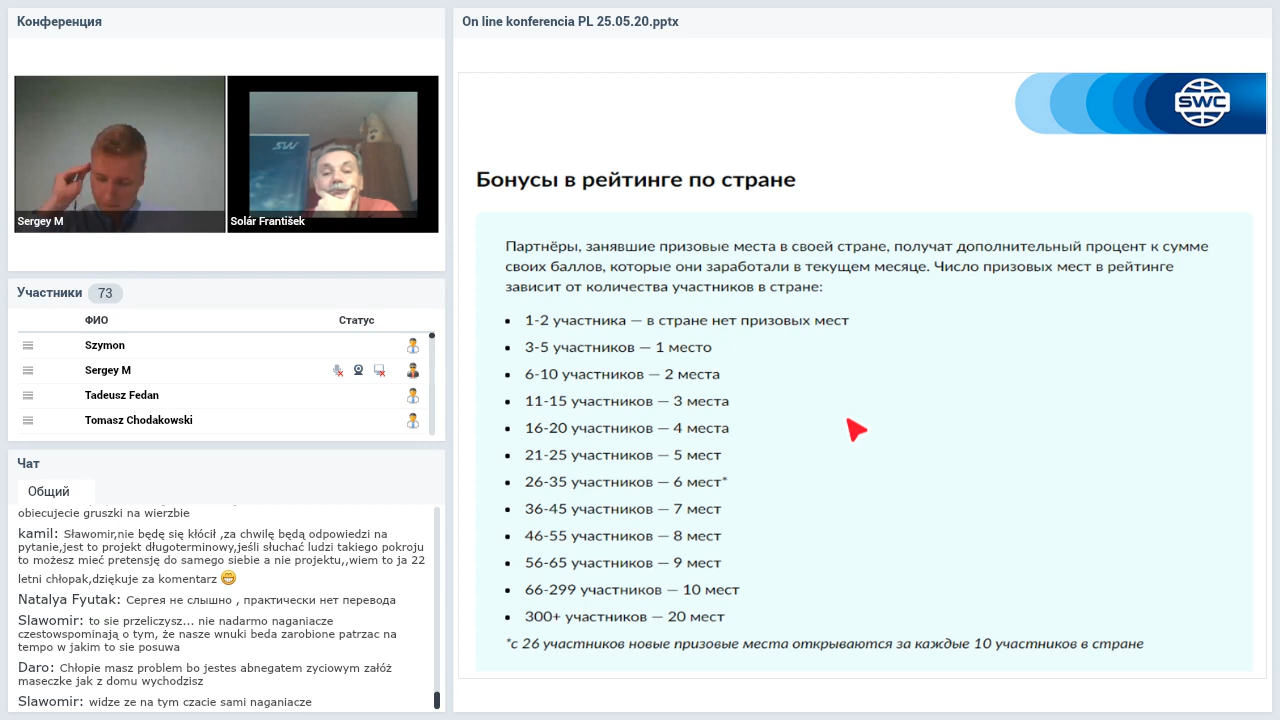 Конференция
Sergey M
Solár František
Участники 73
ФИО Статус
Szymon
Sergey M
Tadeusz Fedan
Tomasz Chodakowski
Чат
Общий
obiecujecie gruszki na wierzbie
kamil: Sławomir,nie będę się kłócił ,za chwilę będą odpowiedzi na
pytanie,jest to projekt długoterminowy,jeśli słuchać ludzi takiego pokroju
to możesz mieć pretensję do samego siebie a nie projektu,,wiem to ja 22
letni chłopak,dziękuje za komentarz
Natalya Fyutak: Сергея не слышно , практически нет перевода
Slawomir: to sie przeliczysz... nie nadarmo naganiacze
czestowspominają o tym, że nasze wnuki beda zarobione patrzac na
tempo w jakim to sie posuwa
Daro: Chłopie masz problem bo jestes abnegatem zyciowym załóż
maseczke jak z domu wychodzisz
Slawomir: widze ze na tym czacie sami naganiacze
On line konferencia PL 25.05.20.pptx
SWC
SW
Бонусы в рейтинге по стране
Партнёры, занявшие призовые места в своей стране, получат дополнительный процент к сумме
своих баллов, которые они заработали в текущем месяце. Число призовых мест в рейтинге
зависит от количества участников в стране:
• 1-2 участника — в стране нет призовых мест
• 3-5 участников — 1 место
• 6-10 участников — 2 места
• 11-15 участников — 3 места
• 16-20 участников — 4 места
• 21-25 участников — 5 мест
• 26-35 участников — 6 мест*
• 36-45 участников — 7 мест
• 46-55 участников — 8 мест
• 56-65 участников — 9 мест
• 66-299 участников — 10 мест
• 300+ участников — 20 мест
*с 26 участников новые призовые места открываются за каждые 10 участников в стране